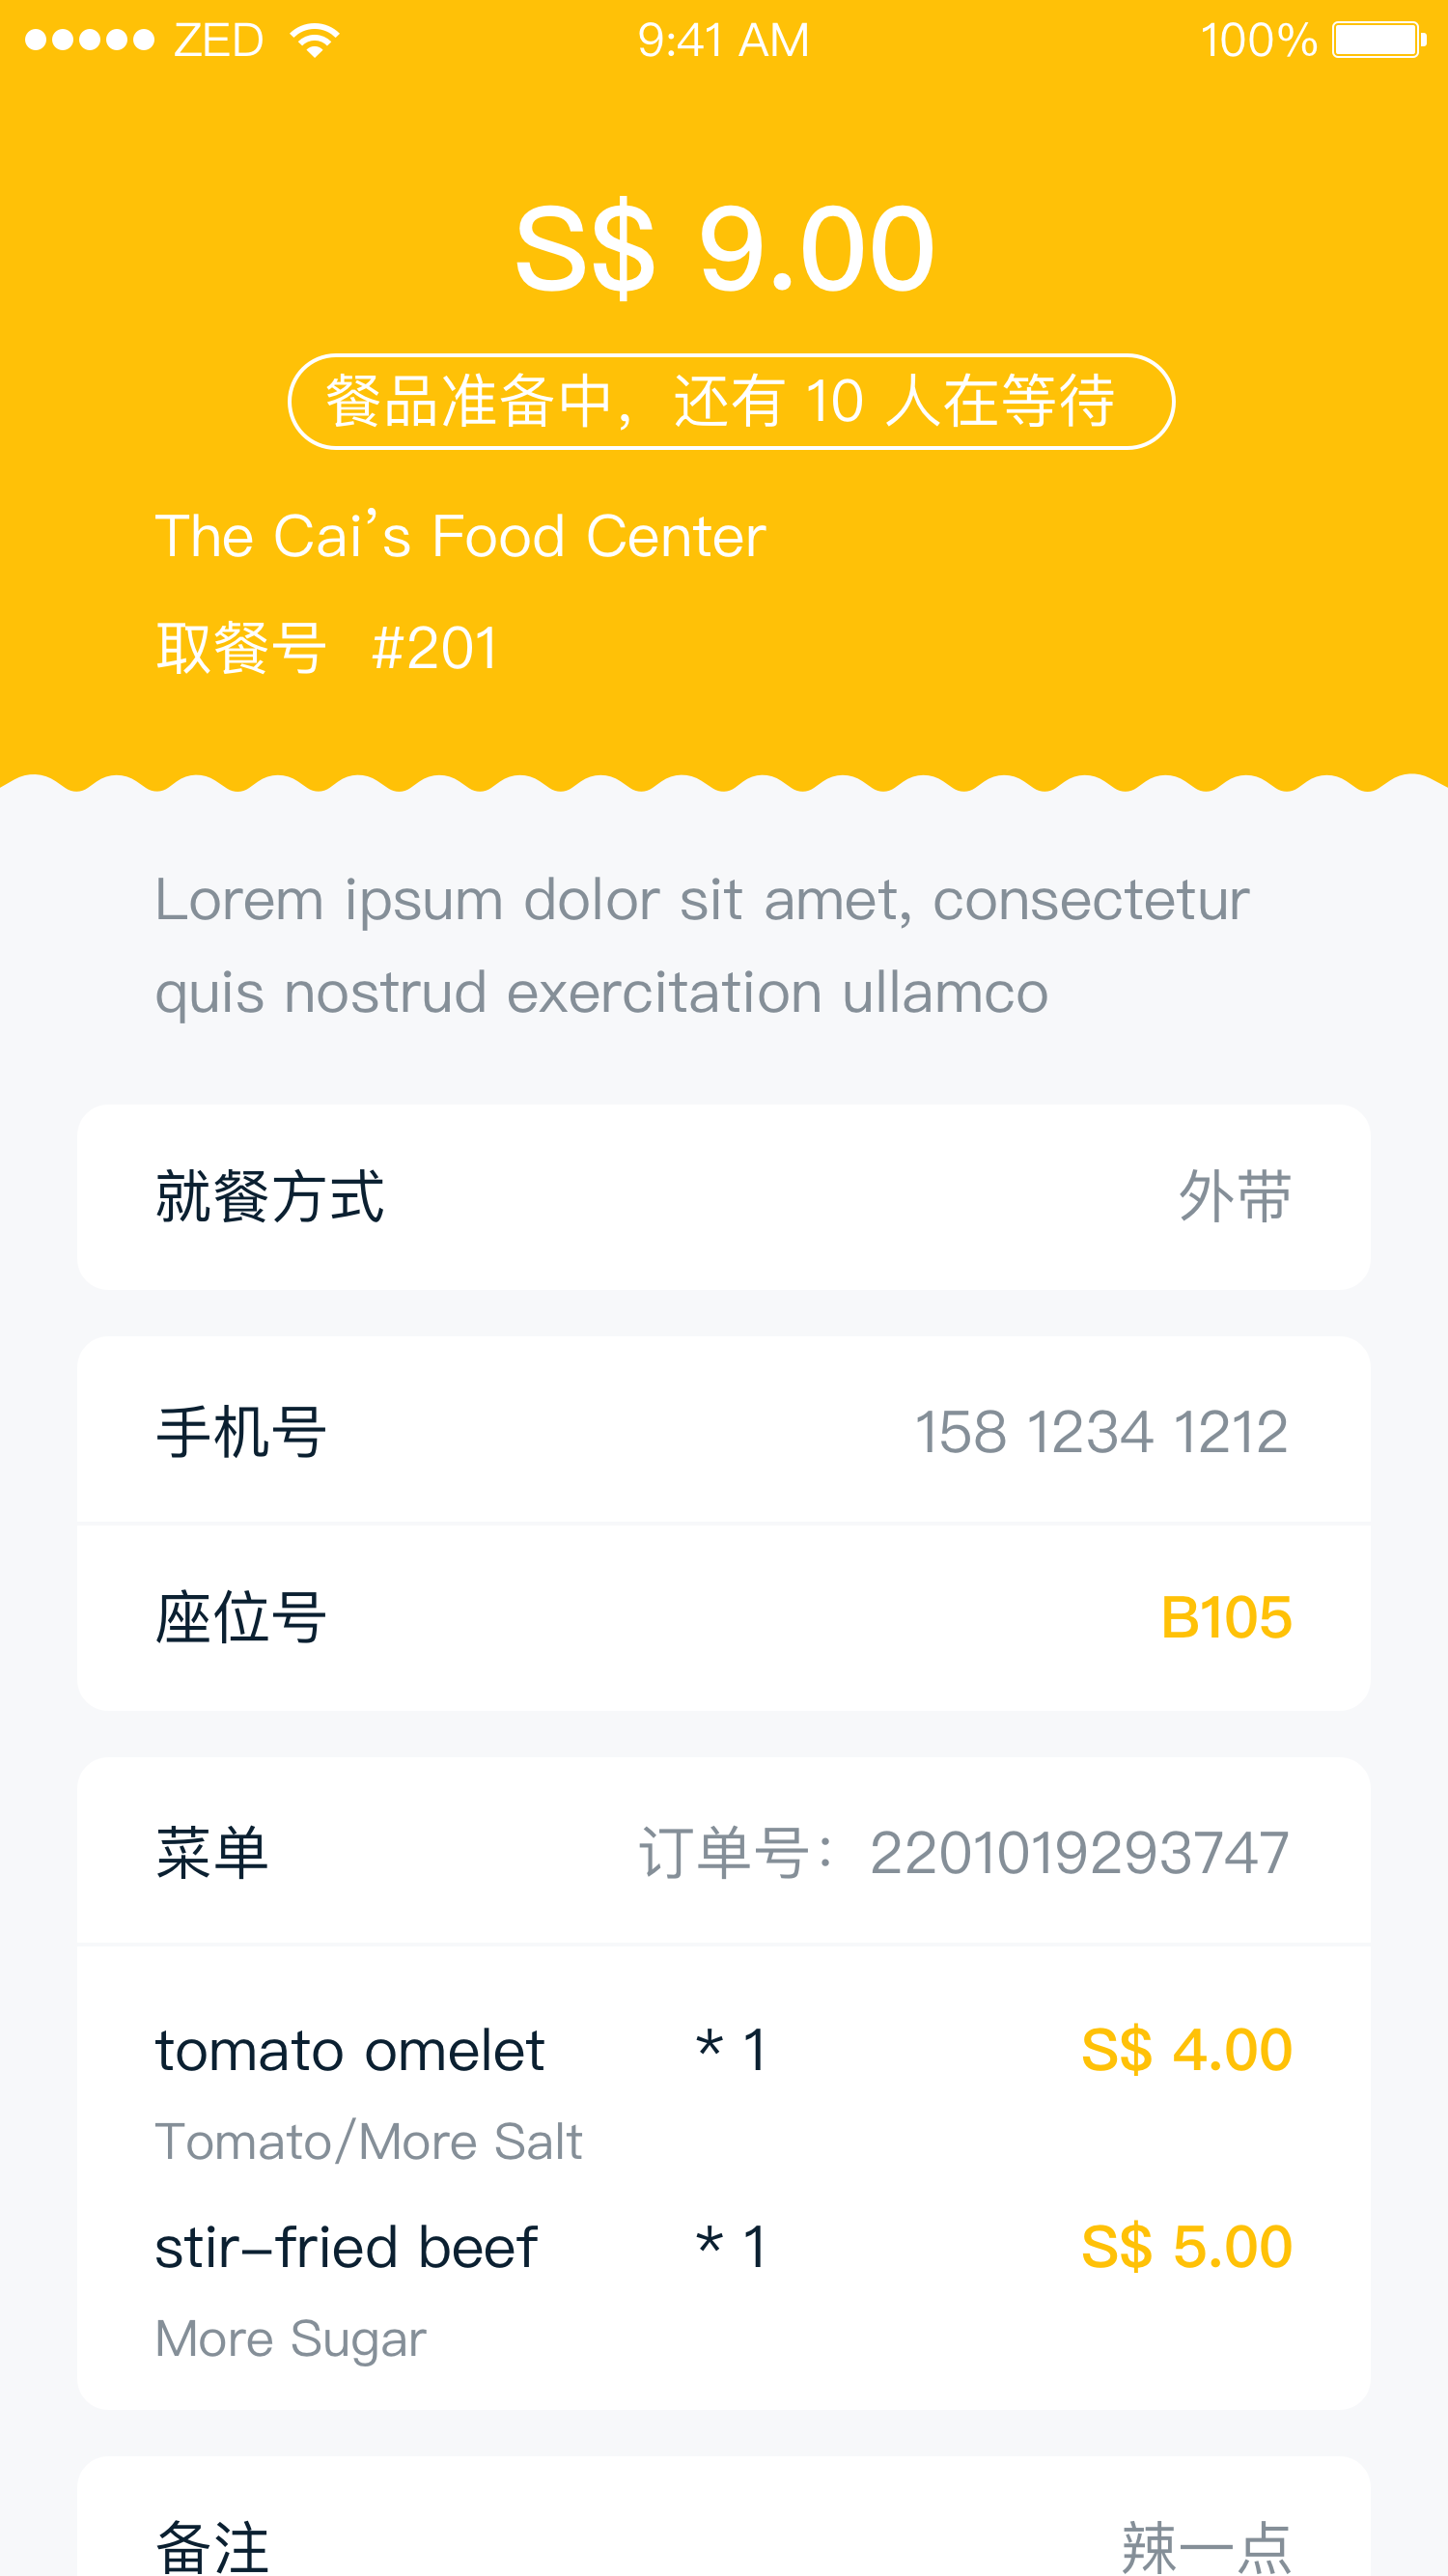 ZED 9:41 AM 100%
S$ 9.00
餐品准备中，还有 10 人在等待
The Cai’s Food Center
取餐号 #201
Lorem ipsum dolor sit amet, consectetur
quis nostrud exercitation ullamco
就餐方式 外带
手机号 158 1234 1212
座位号 B105
菜单 订单号：2201019293747
tomato omelet * 1 S$ 4.00
Tomato/More Salt
stir–fried beef * 1 S$ 5.00
More Sugar
备注 辣一点